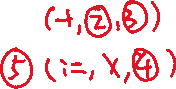 (+,②,③)
⑤ (i=,X,④)